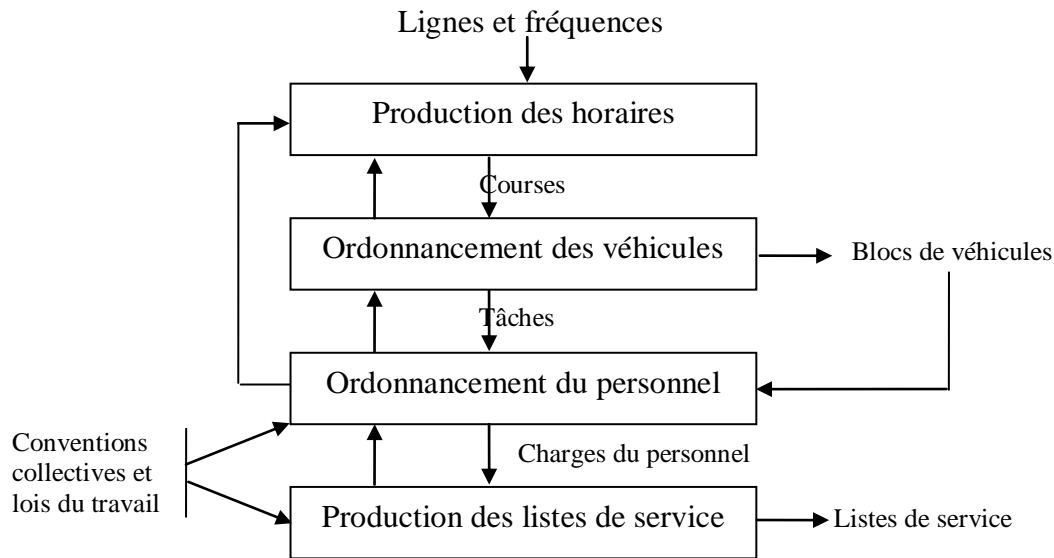 Lignes et fréquences
Production des horaires
Courses
Ordonnancement des véhicules
Blocs de véhicules
Tâches
Ordonnancement du personnel
Conventions
collectives et
lois du travail
Charges du personnel
Production des listes de service
Listes de service